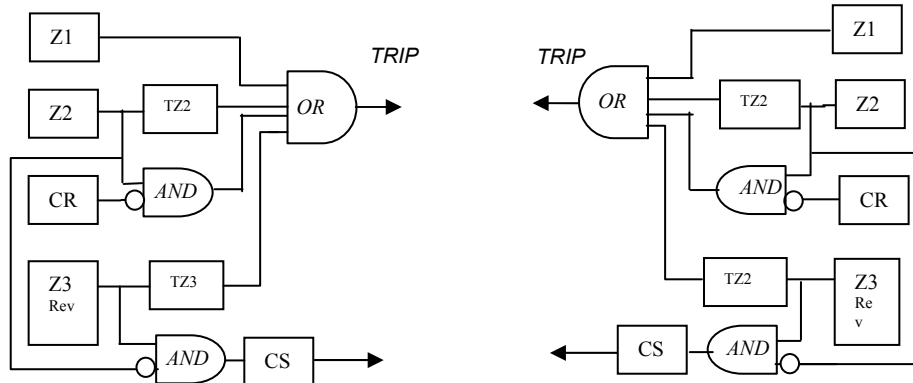 Z1
TRIP
Z2
TZ2
OR
CR
AND
Z3
Rev
TZ3
AND
CS
Z1
TRIP
OR
TZ2
Z2
AND
CR
TZ2
Z3
Re
v
CS
AND